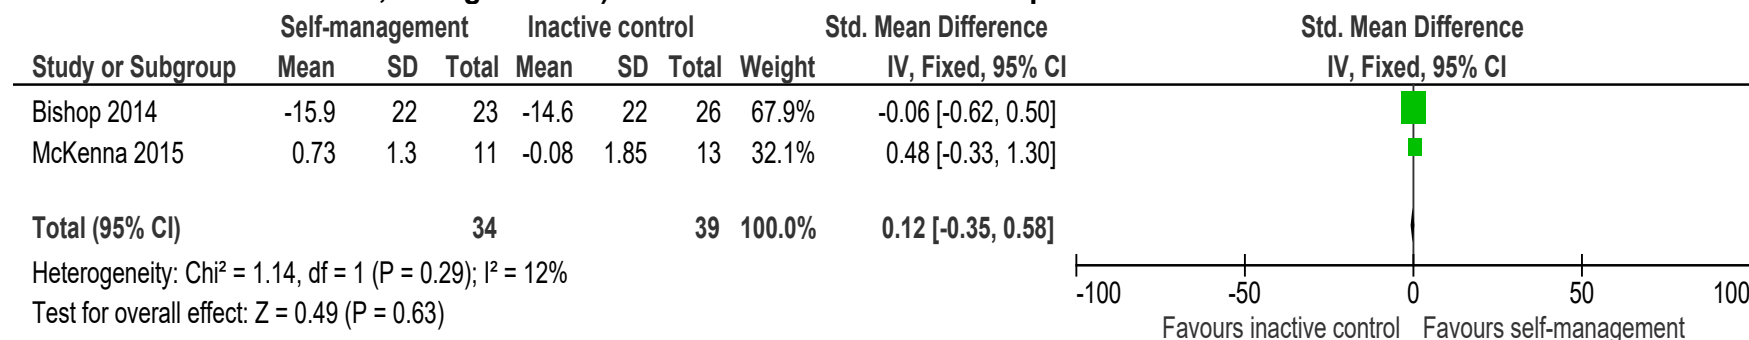 Self-management Inactive control Std. Mean Difference Std. Mean Difference
Study or Subgroup Mean SD Total Mean SD Total Weight IV, Fixed, 95% CI IV, Fixed, 95% CI
Bishop 2014 -15.9 22 23 -14.6 22 26 67.9% -0.06 [-0.62, 0.50]
McKenna 2015 0.73 1.3 11 -0.08 1.85 13 32.1% 0.48 [-0.33, 1.30]
Total (95% CI) 34 39 100.0% 0.12 [-0.35, 0.58]
Heterogeneity: Chi² = 1.14, df = 1 (P = 0.29); I² = 12%
Test for overall effect: Z = 0.49 (P = 0.63)
-100 -50 0 50 100
Favours inactive control Favours self-management